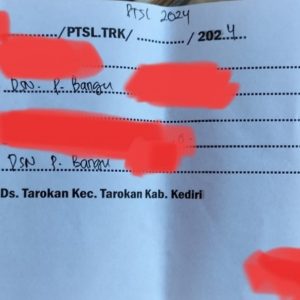 PTSL 2024
............/PTSL.TRK/............../ 2024
DSN. P. Bangu
DSN P. Bangu
Ds. Tarokan Kec. Tarokan Kab. Kediri